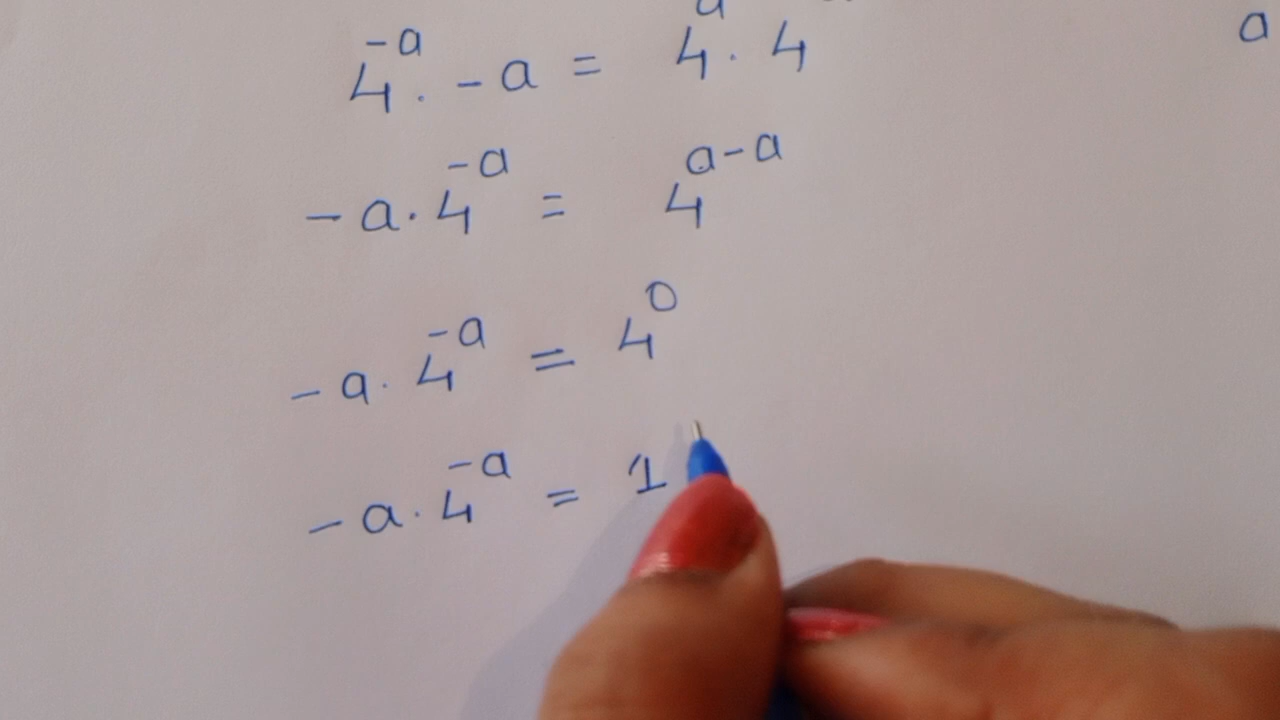 4^{-a} . -a = 4^{a} . 4
a
-a . 4^{-a} = 4^{a-a}
-a . 4^{-a} = 4^{0}
-a . 4^{-a} = 1